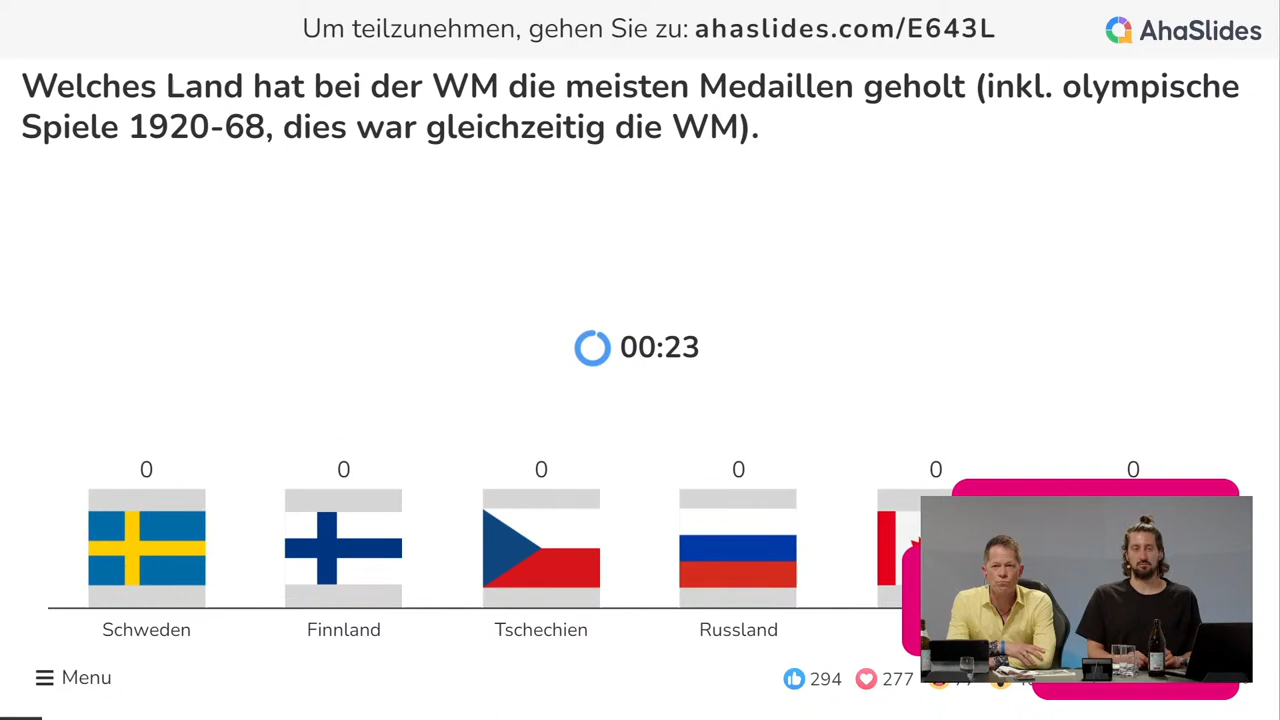 Um teilzunehmen, gehen Sie zu: ahaslides.com/E643L
AhaSlides
Welches Land hat bei der WM die meisten Medaillen geholt (inkl. olympische
Spiele 1920-68, dies war gleichzeitig die WM).
00:23
0 0 0 0 0 0
Schweden Finnland Tschechien Russland
Menu
294 277